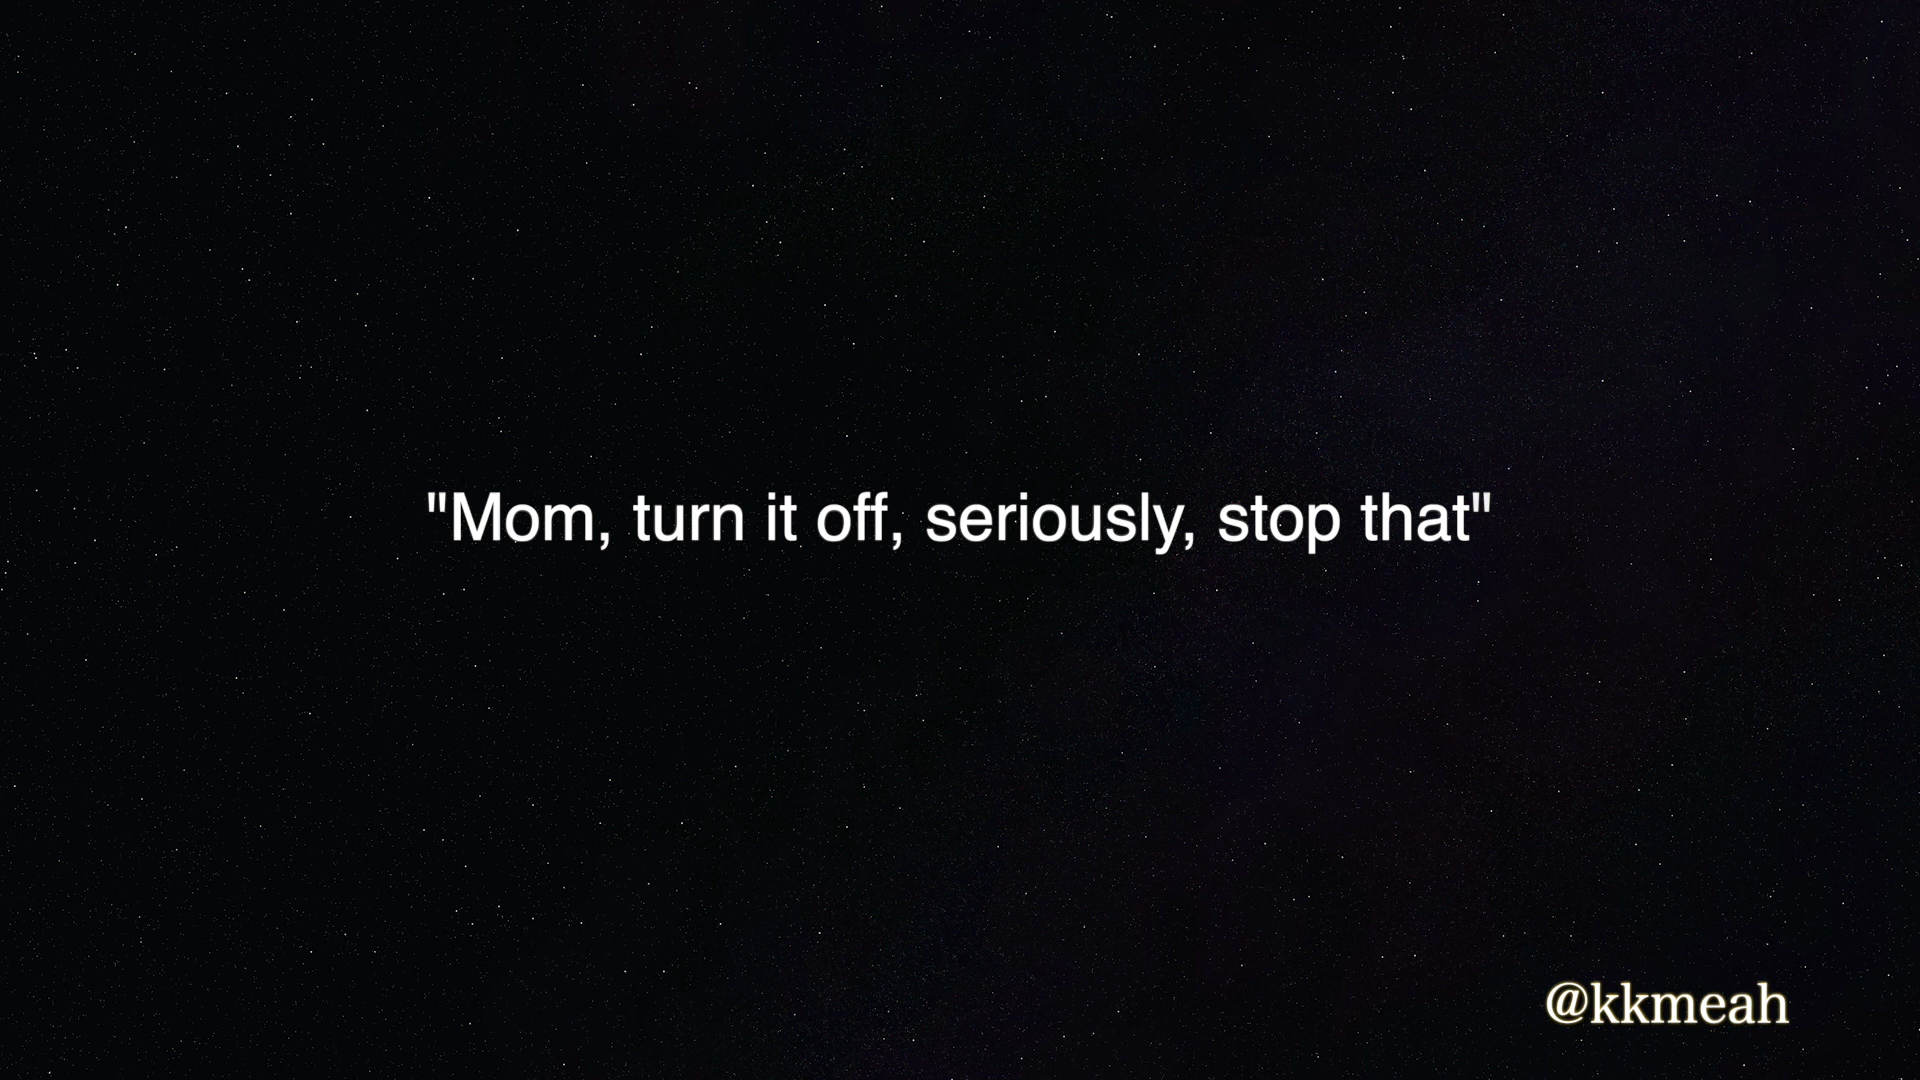 "Mom, turn it off, seriously, stop that"
@kkmeah